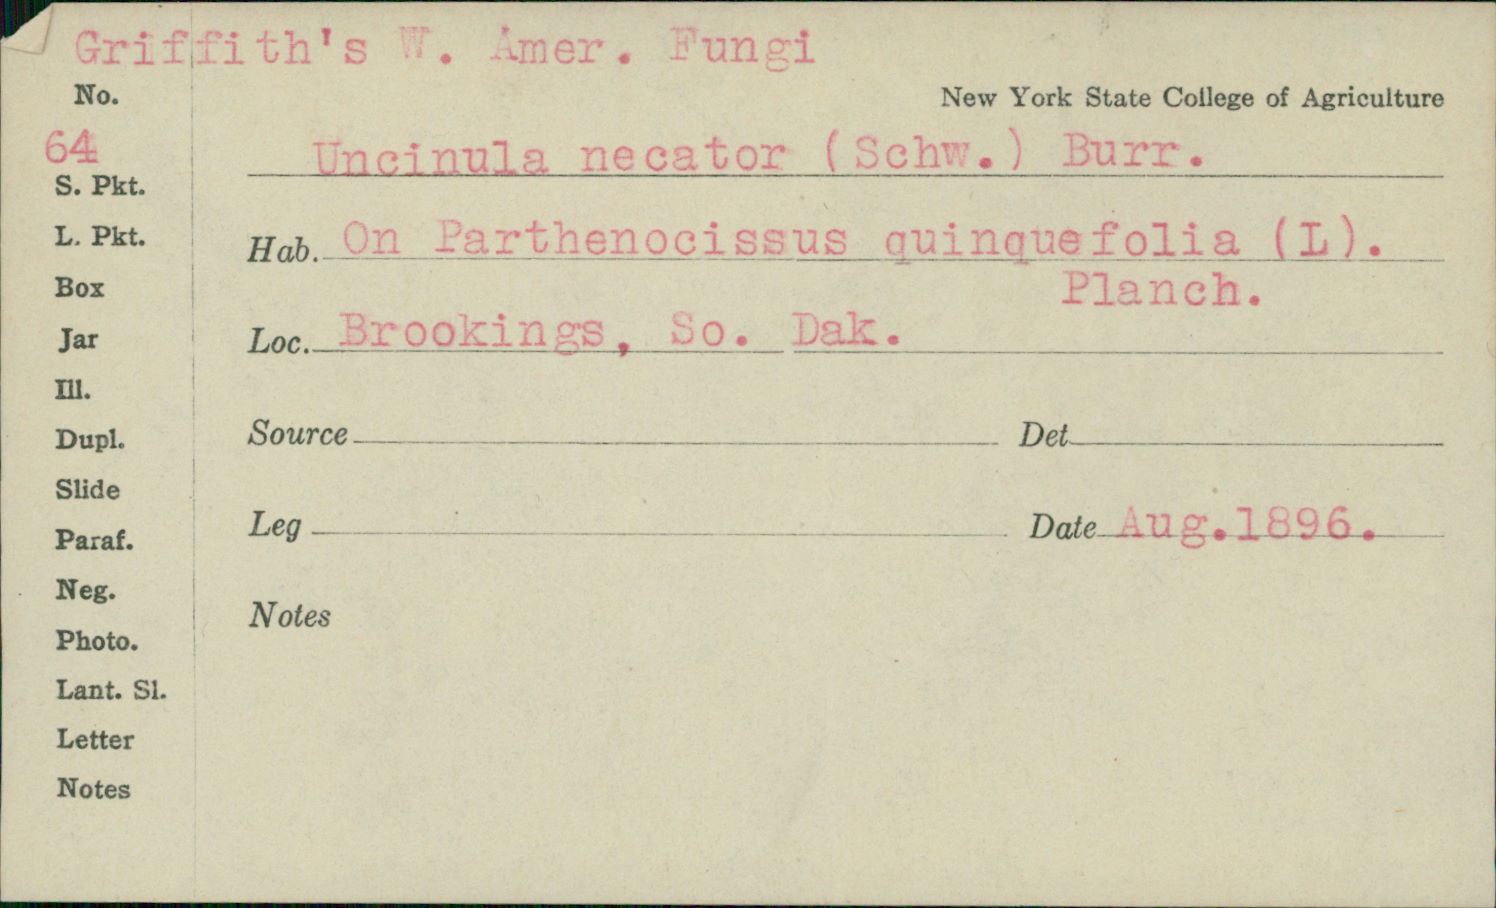 Griffith's W. Amer. Fungi
No.
New York State College of Agriculture
64
Uncinula necator (Schw.) Burr.
S. Pkt.
L. Pkt.
Hab. On Parthenocissus quinquefolia (L).
Planch.
Box
Jar
Loc. Brookings, So. Dak.
Ill.
Dupl.
Source
Det
Slide
Leg
Date Aug.1896.
Paraf.
Neg.
Notes
Photo.
Lant. Sl.
Letter
Notes